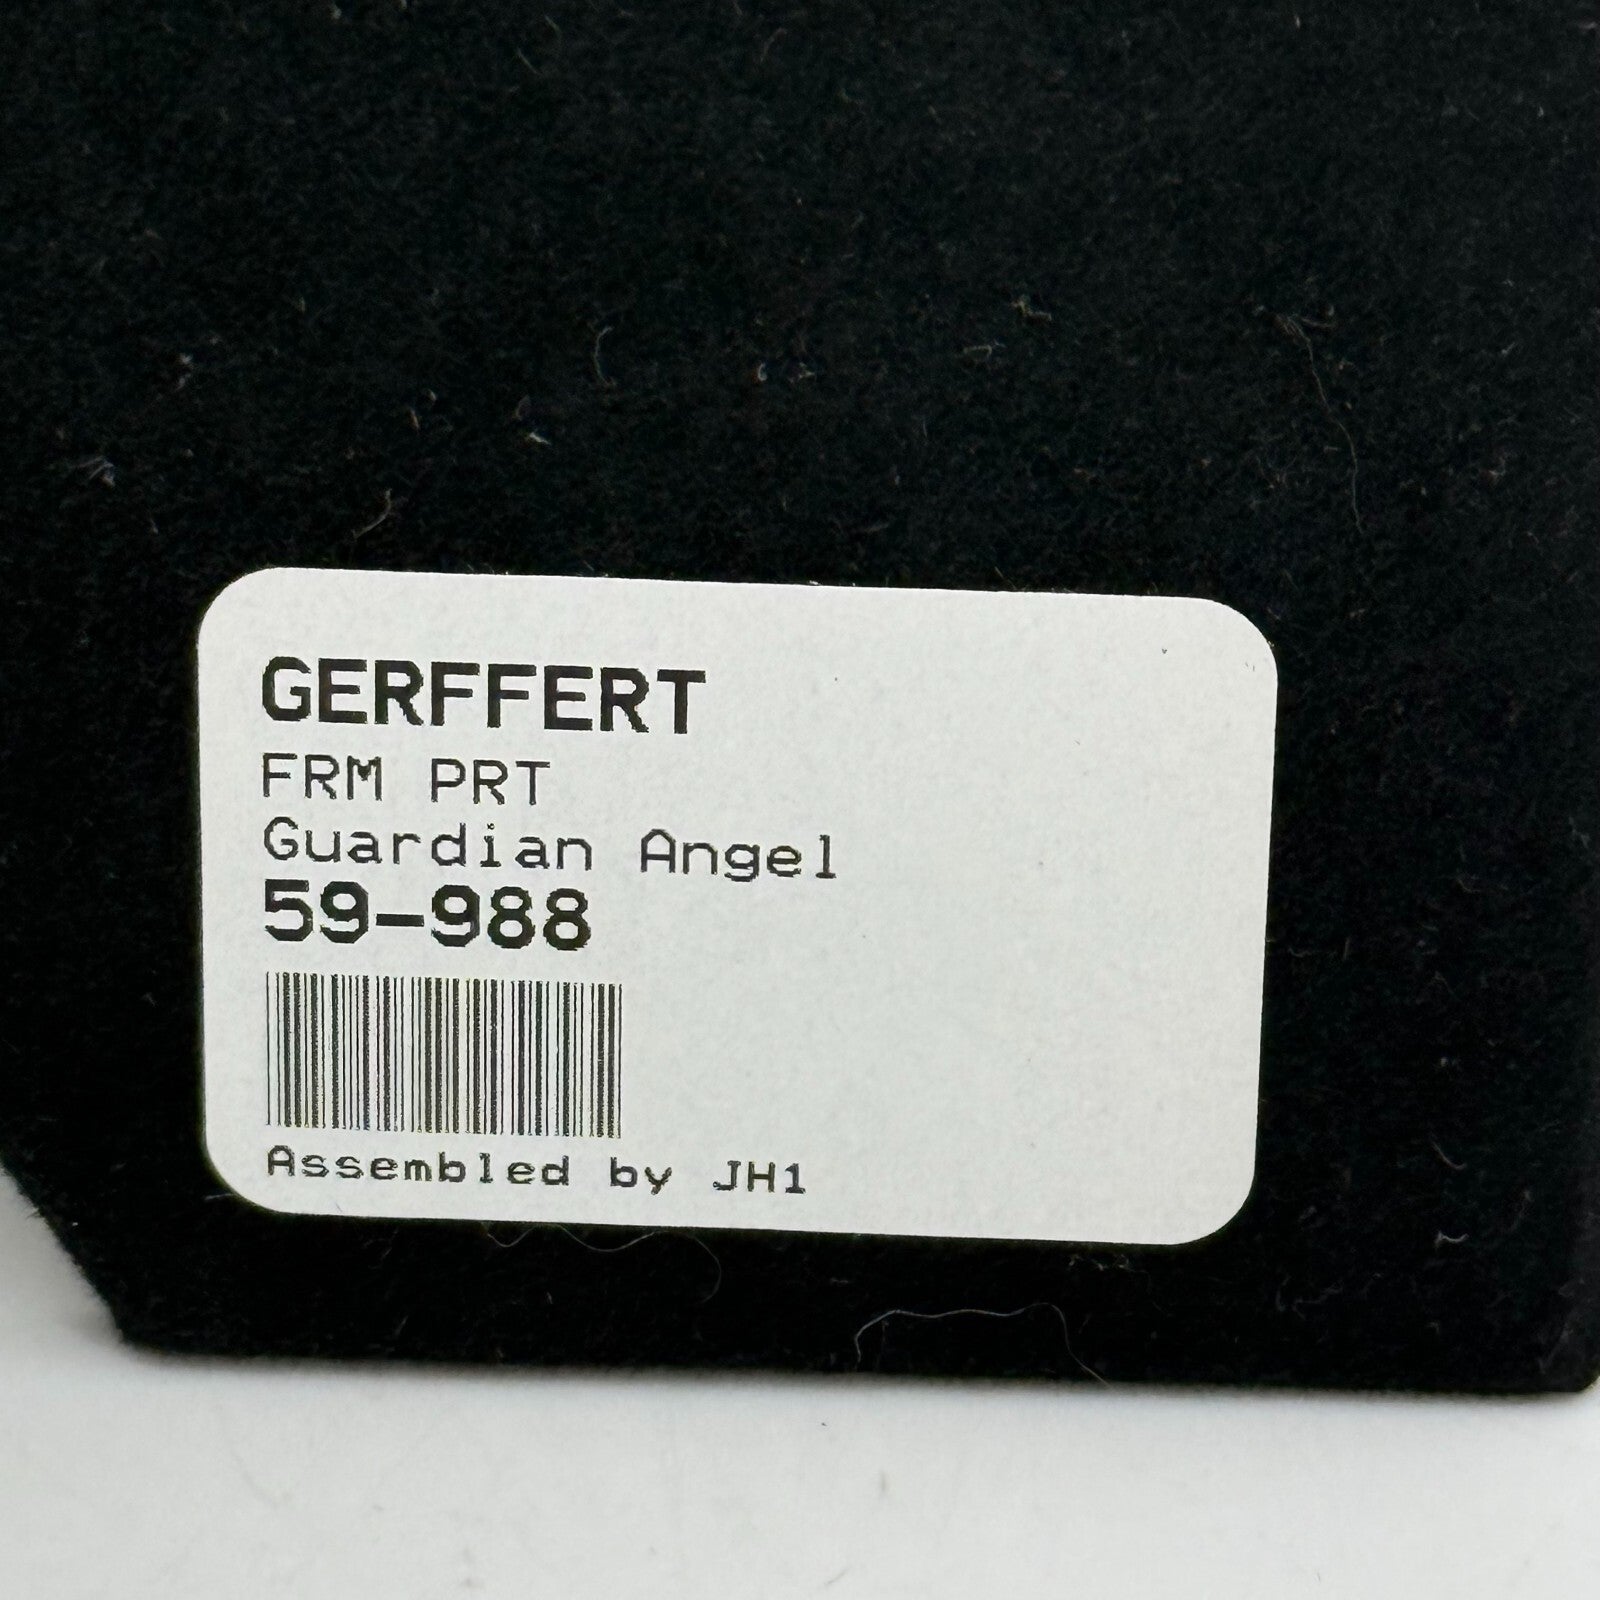 GERFFERT
FRM PRT
Guardian Angel
59-988
Assembled by JH1